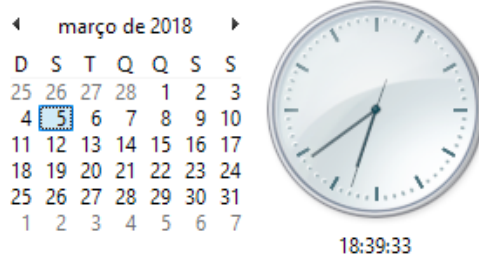 março de 2018
D S T Q Q S S
25 26 27 28 1 2 3
4 5 6 7 8 9 10
11 12 13 14 15 16 17
18 19 20 21 22 23 24
25 26 27 28 29 30 31
1 2 3 4 5 6 7
18:39:33